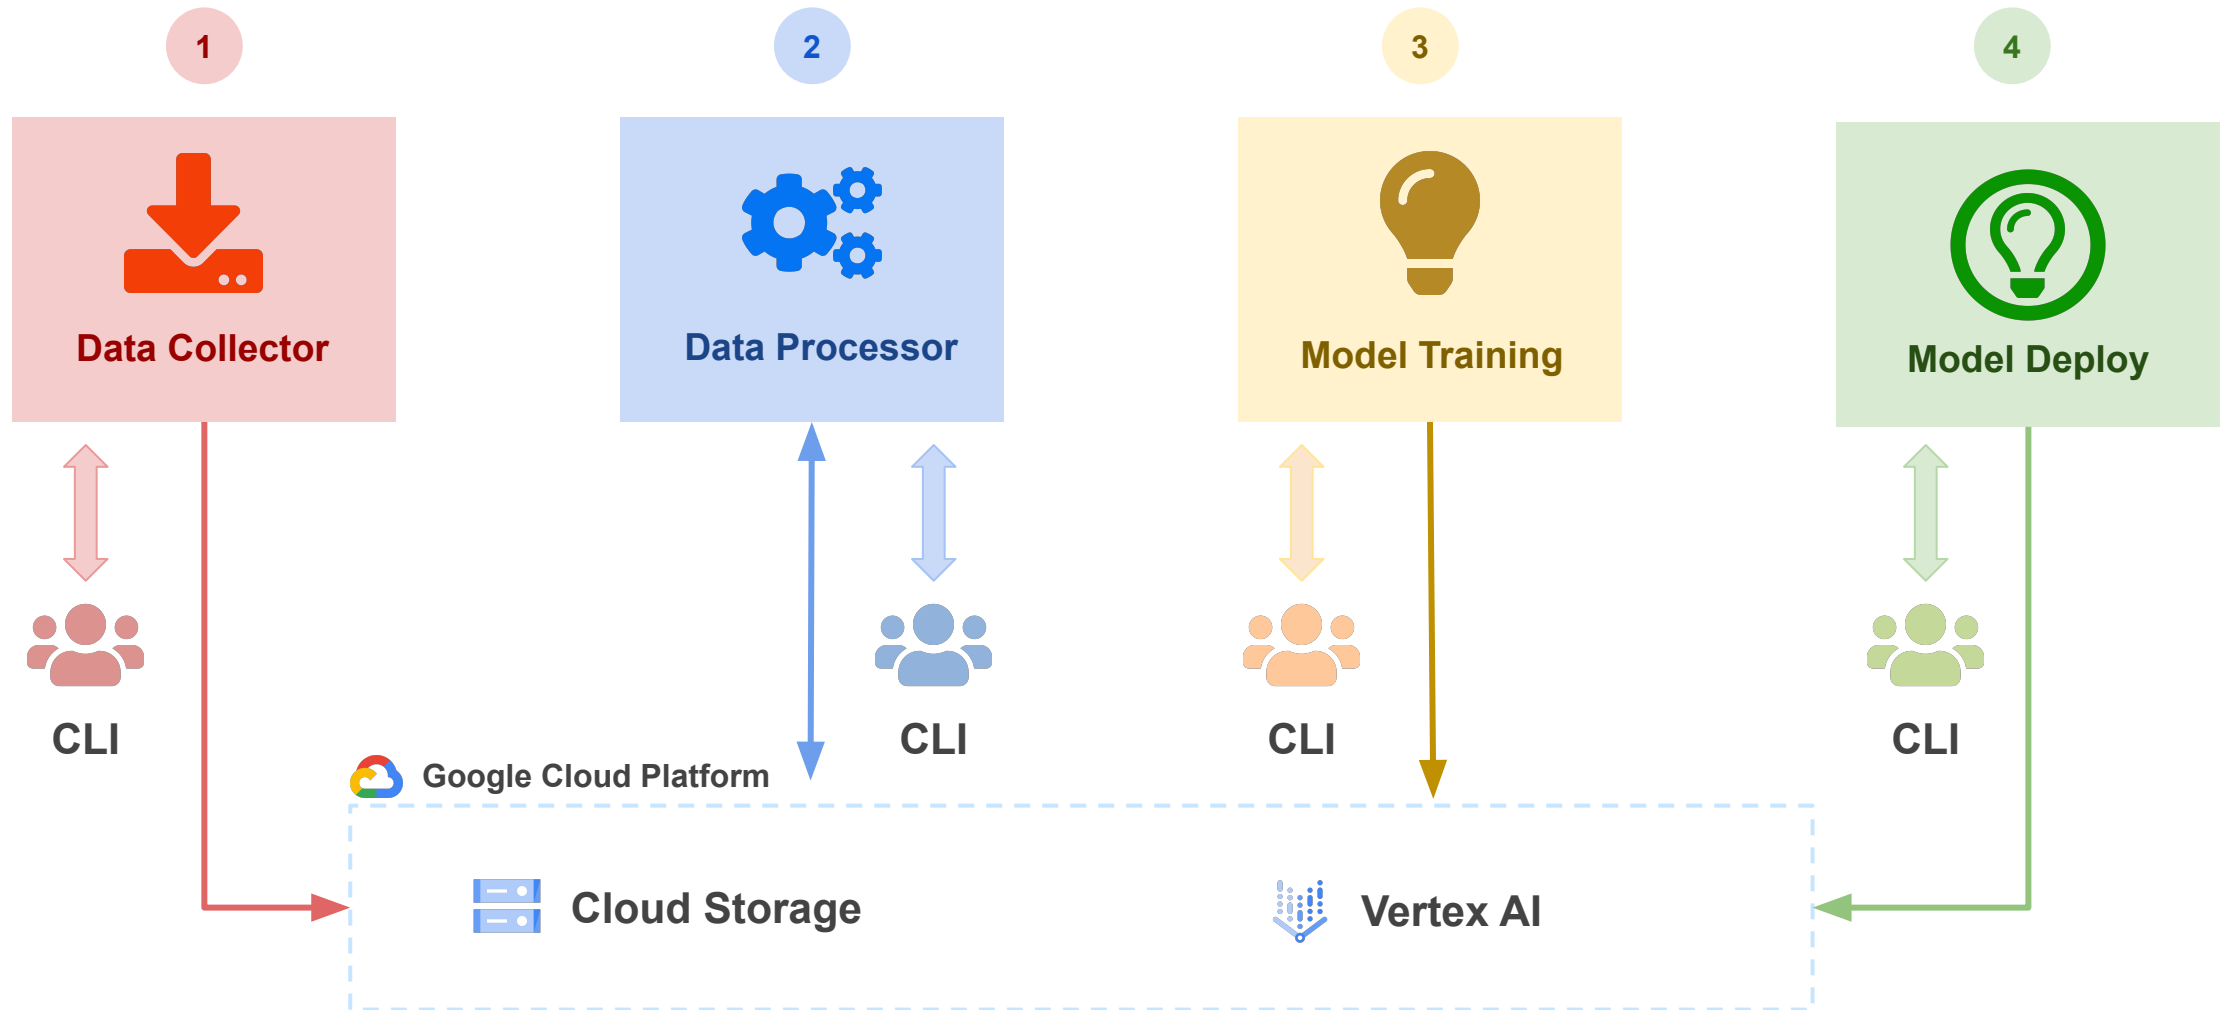 1
2
3
4
Data Collector
Data Processor
Model Training
Model Deploy
CLI
CLI
CLI
CLI
Google Cloud Platform
Cloud Storage
Vertex AI